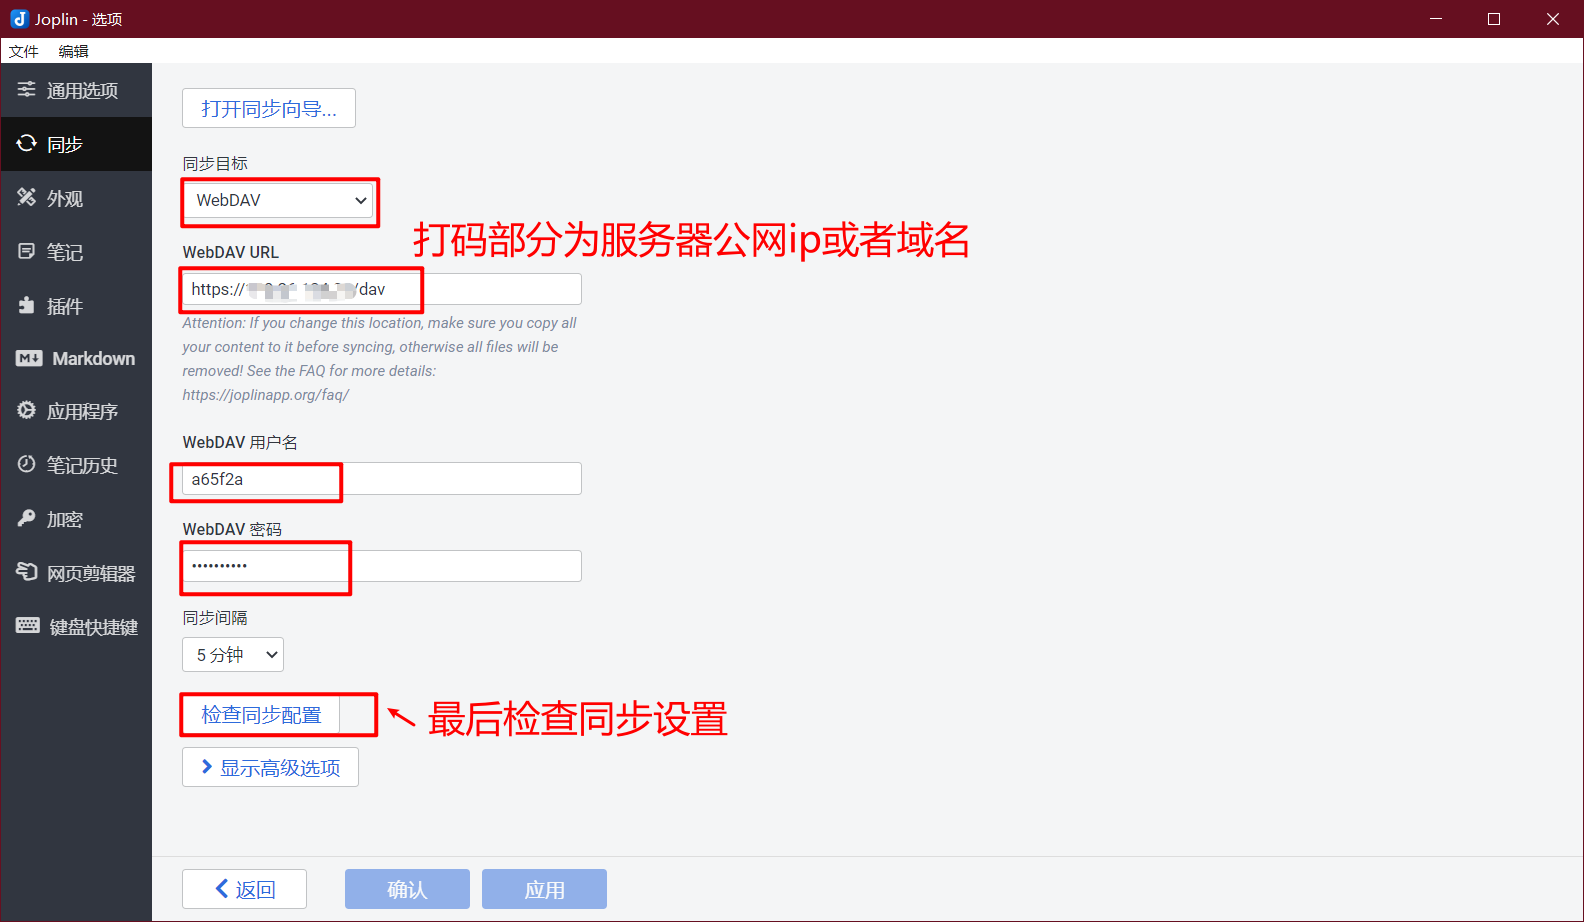 Joplin - 选项
文件 编辑
通用选项
同步
外观
笔记
插件
Markdown
应用程序
笔记历史
加密
网页剪辑器
键盘快捷键
打开同步向导...
同步目标
WebDAV
打码部分为服务器公网ip或者域名
WebDAV URL
https:// /dav
Attention: If you change this location, make sure you copy all
your content to it before syncing, otherwise all files will be
removed! See the FAQ for more details:
https://joplinapp.org/faq/
WebDAV 用户名
a65f2a
WebDAV 密码
••••••••••
同步间隔
5 分钟
检查同步配置
最后检查同步设置
显示高级选项
返回
确认
应用